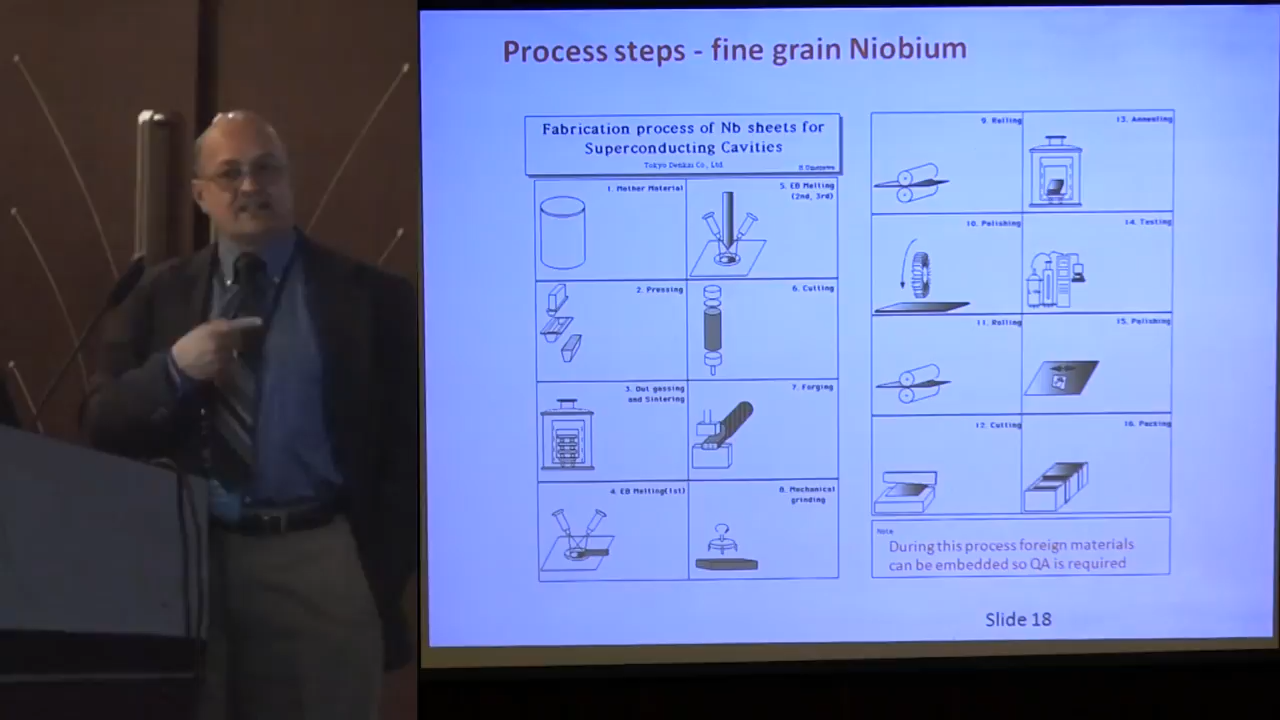 Process steps - fine grain Niobium
Fabrication process of Nb sheets for
Superconducting Cavities
Tokyo Denkai Co., Ltd.
1. Mother Material
2. Pressing
3. Out gassing
and Sintering
4. EB Melting(1st)
5. EB Melting
(2nd, 3rd)
6. Cutting
7. Forging
8. Mechanical
grinding
9. Rolling
10. Polishing
11. Rolling
12. Cutting
13. Annealing
14. Testing
15. Polishing
16. Packing
Note
During this process foreign materials
can be embedded so QA is required
Slide 18